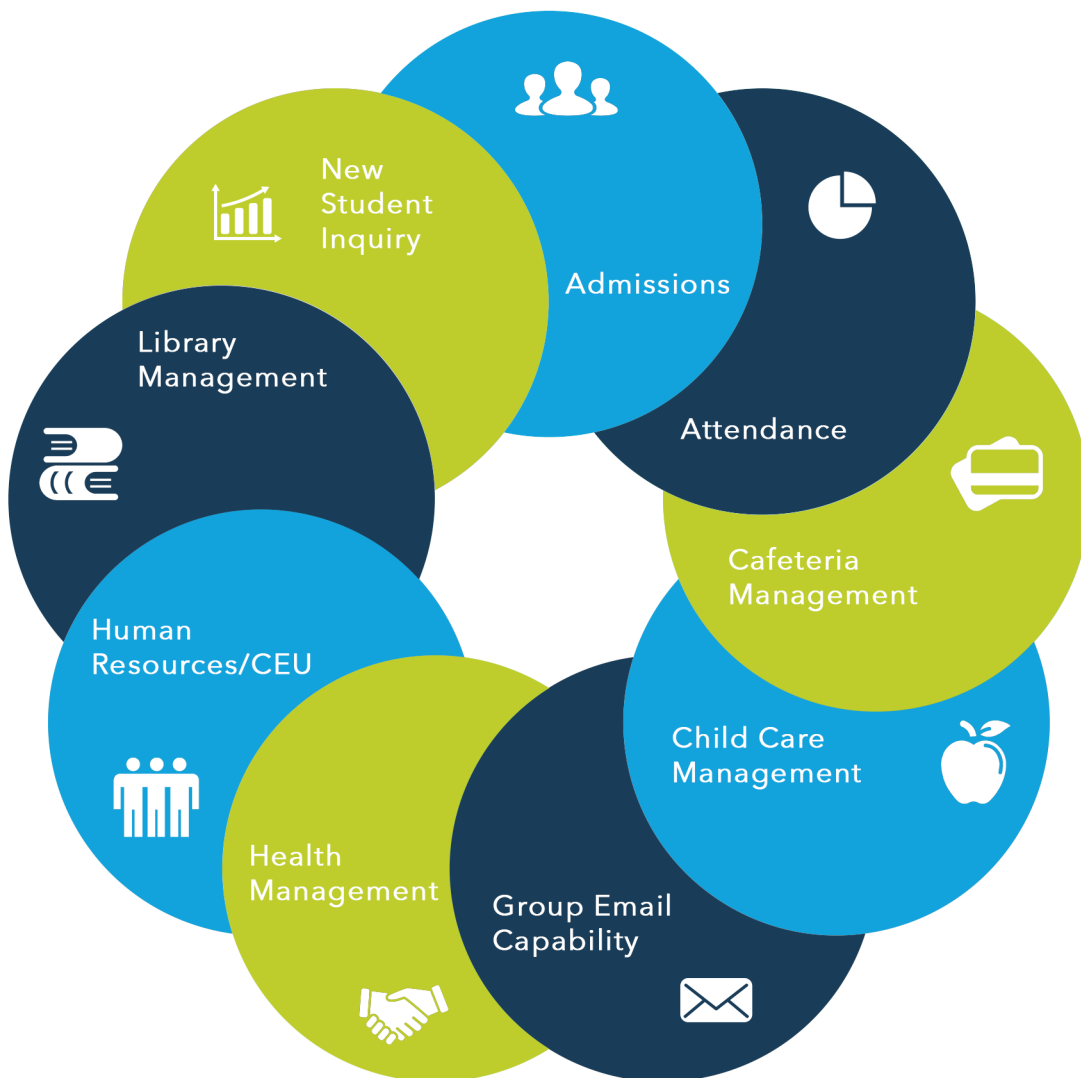 New
Student
Inquiry
Admissions
Library
Management
Attendance
Cafeteria
Management
Human
Resources/CEU
Child Care
Management
Health
Management
Group Email
Capability